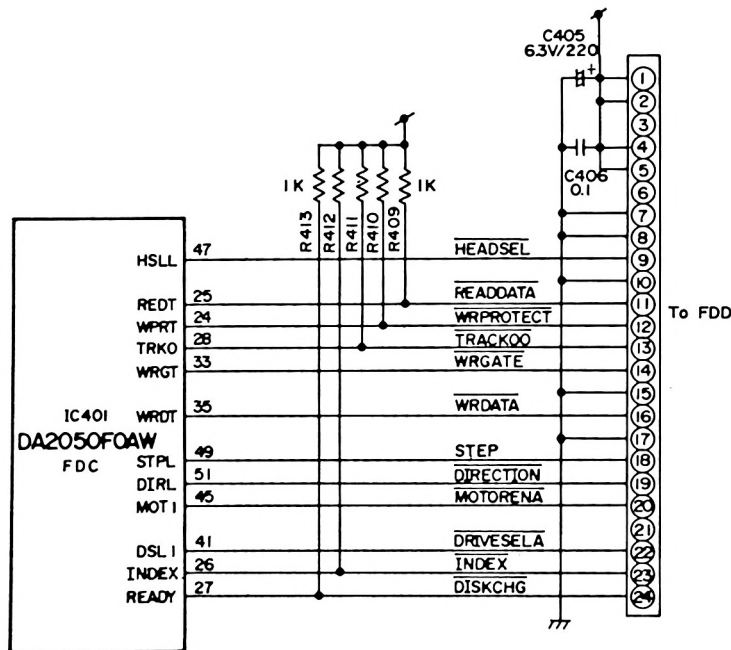 C405
6.3V/220
+
1
2
3
4
C406
0.1
5
6
7
8
1K
1K
R413
R412
R411
R410
R409
HSLL 47 HEADSEL 9
10
REDT 25 READDATA 11
To FDD
WPRT 24 WRPROTECT 12
TRKO 28 TRACK00 13
WRGT 33 WRGATE 14
15
IC401
WRDT 35 WRDATA 16
DA2050F0AW
17
FDC
STPL 49 STEP 18
DIRL 51 DIRECTION 19
MOT1 45 MOTORENA 20
21
DSL1 41 DRIVESELA 22
INDEX 26 INDEX 23
READY 27 DISKCHG 24